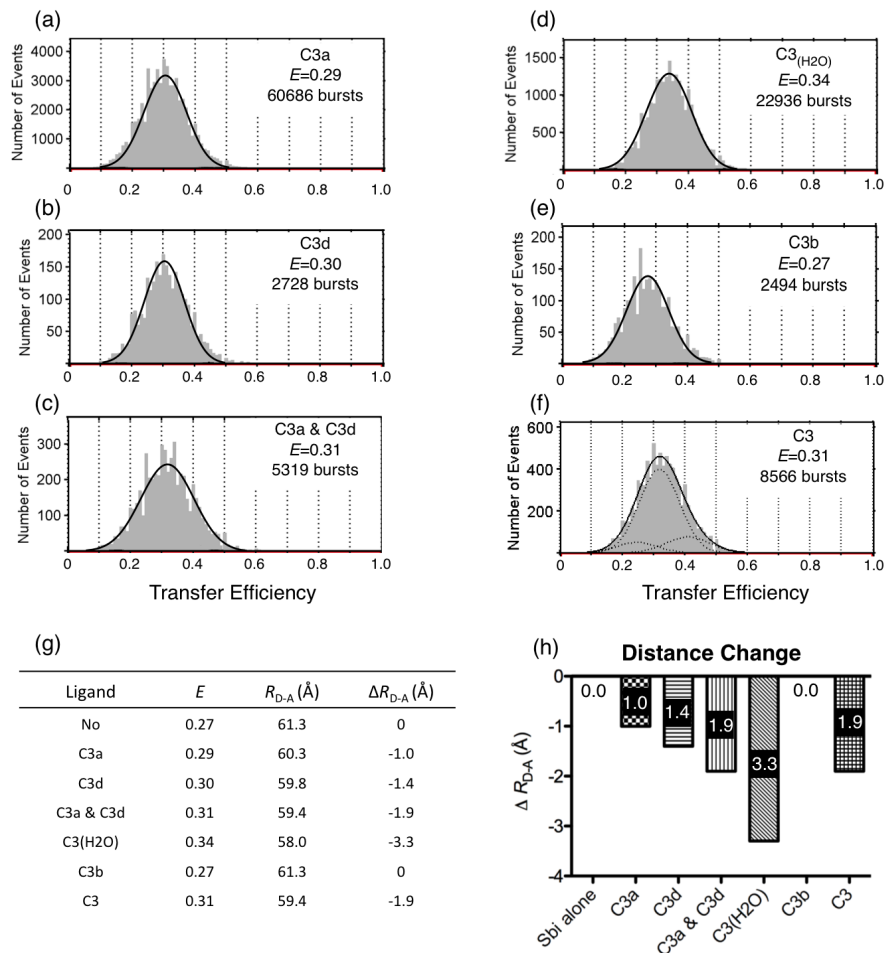 (a)
Number of Events
4000
3000
2000
1000
0
C3a
E=0.29
60686 bursts
0 0.2 0.4 0.6 0.8 1.0
(b)
Number of Events
200
150
100
50
C3d
E=0.30
2728 bursts
0 0.2 0.4 0.6 0.8 1.0
(c)
Number of Events
300
200
100
C3a & C3d
E=0.31
5319 bursts
0 0.2 0.4 0.6 0.8 1.0
Transfer Efficiency
(d)
Number of Events
1500
1000
500
0
C3(H2O)
E=0.34
22936 bursts
0 0.2 0.4 0.6 0.8 1.0
(e)
Number of Events
200
150
100
50
C3b
E=0.27
2494 bursts
0 0.2 0.4 0.6 0.8 1.0
(f)
Number of Events
600
400
200
0
C3
E=0.31
8566 bursts
0 0.2 0.4 0.6 0.8 1.0
Transfer Efficiency
(g)
Ligand E RD-A (Å) ΔRD-A (Å)
No 0.27 61.3 0
C3a 0.29 60.3 -1.0
C3d 0.30 59.8 -1.4
C3a & C3d 0.31 59.4 -1.9
C3(H2O) 0.34 58.0 -3.3
C3b 0.27 61.3 0
C3 0.31 59.4 -1.9
(h)
Distance Change
Δ RD-A (Å)
0
-1
-2
-3
-4
0.0 1.0 1.4 1.9 3.3 0.0 1.9
Sbi alone
C3a
C3d
C3a & C3d
C3(H2O)
C3b
C3